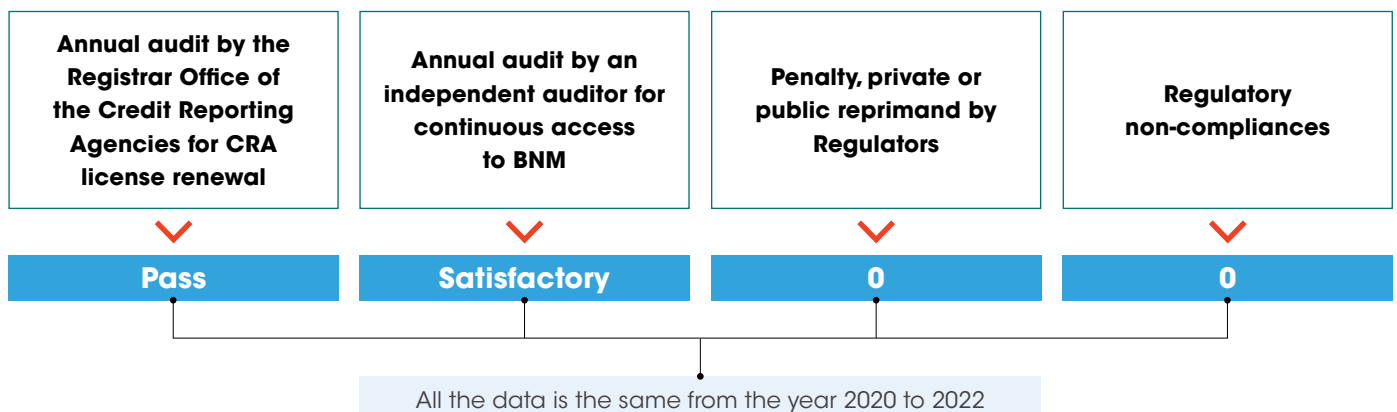 Annual audit by the
Registrar Office of
the Credit Reporting
Agencies for CRA
license renewal
Annual audit by an
independent auditor for
continuous access
to BNM
Penalty, private or
public reprimand by
Regulators
Regulatory
non-compliances
Pass
Satisfactory
0
0
All the data is the same from the year 2020 to 2022